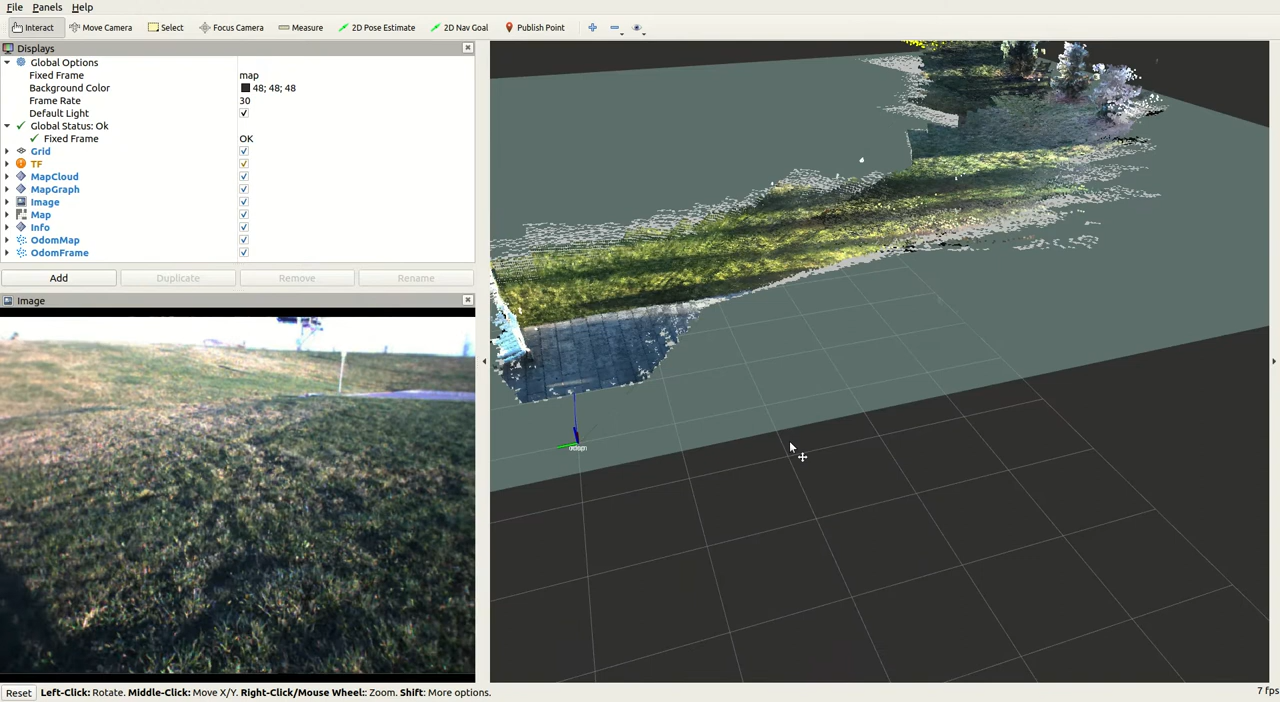 File Panels Help
Interact Move Camera Select Focus Camera Measure 2D Pose Estimate 2D Nav Goal Publish Point
Displays
Global Options
Fixed Frame map
Background Color 48; 48; 48
Frame Rate 30
Default Light
Global Status: Ok
Fixed Frame OK
Grid
TF
MapCloud
MapGraph
Image
Map
Info
OdomMap
OdomFrame
Add Duplicate Remove Rename
Image
Reset Left-Click: Rotate. Middle-Click: Move X/Y. Right-Click/Mouse Wheel:: Zoom. Shift: More options. 7 fps